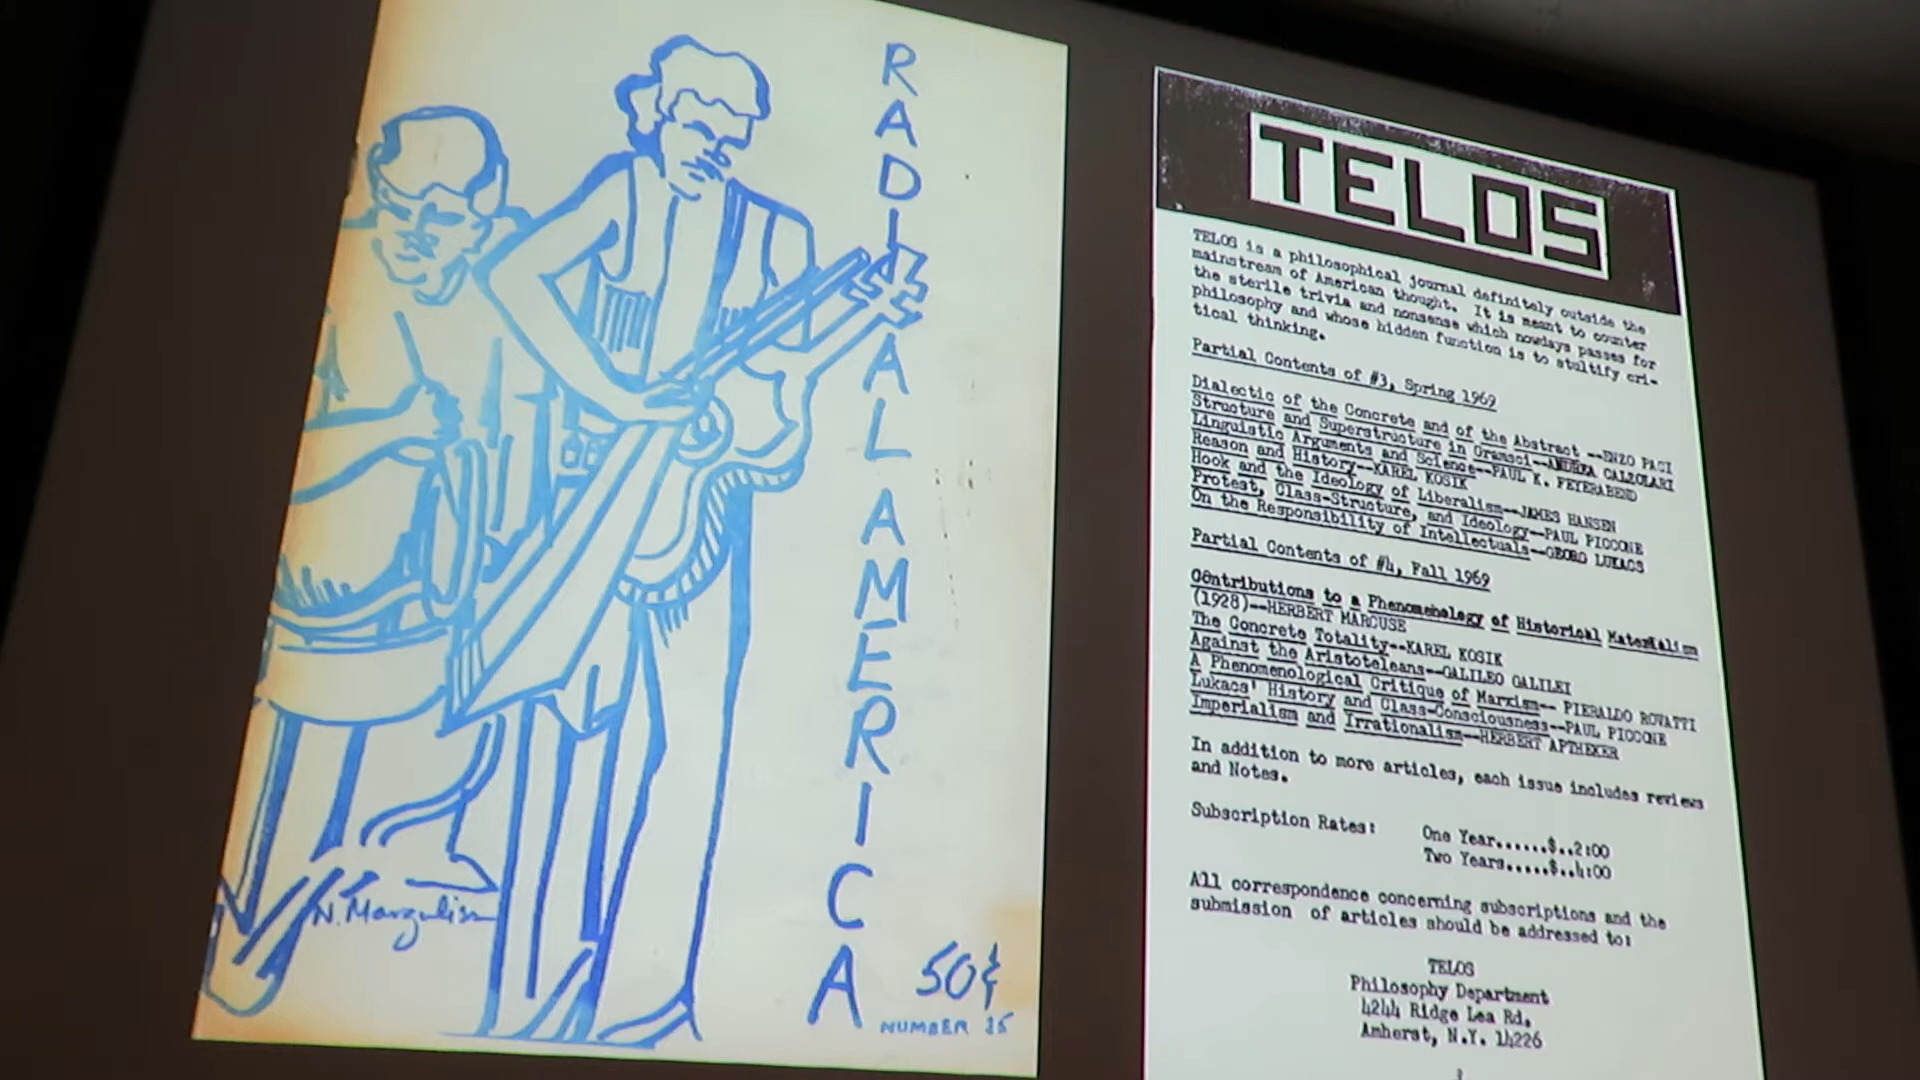 RADICAL AMERICA
N. Margulism
50¢
NUMBER 15
TELOS
TELOS is a philosophical journal definitely outside the
mainstream of American thought. It is meant to counter
the sterile trivia and nonsense which nowdays passes for
philosophy and whose hidden function is to stultify cri-
tical thinking.
Partial Contents of #3, Spring 1969
Dialectic of the Concrete and of the Abstract --ENZO PACI
Structure and Superstructure in Gramsci--ANDREA CALZOLARI
Linguistic Arguments and Science--PAUL K. FEYERABEND
Reason and History--KAREL KOSIK
Hook and the Ideology of Liberalism--JAMES HANSEN
Protest, Class-Structure, and Ideology--PAUL PICCONE
On the Responsibility of Intellectuals--GEORG LUKACS
Partial Contents of #4, Fall 1969
Contributions to a Phenomenology of Historical Materialism
(1928)--HERBERT MARCUSE
The Concrete Totality--KAREL KOSIK
Against the Aristoteleans--GALILEO GALILEI
A Phenomenological Critique of Marxism-- PIERALDO ROVATTI
Lukacs' History and Class-Consciousness--PAUL PICCONE
Imperialism and Irrationalism--HERBERT APTHEKER
In addition to more articles, each issue includes reviews
and Notes.
Subscription Rates: One Year......$..2:00
Two Years.....$..4:00
All correspondence concerning subscriptions and the
submission of articles should be addressed to:
TELOS
Philosophy Department
4244 Ridge Lea Rd.
Amherst, N.Y. 14226